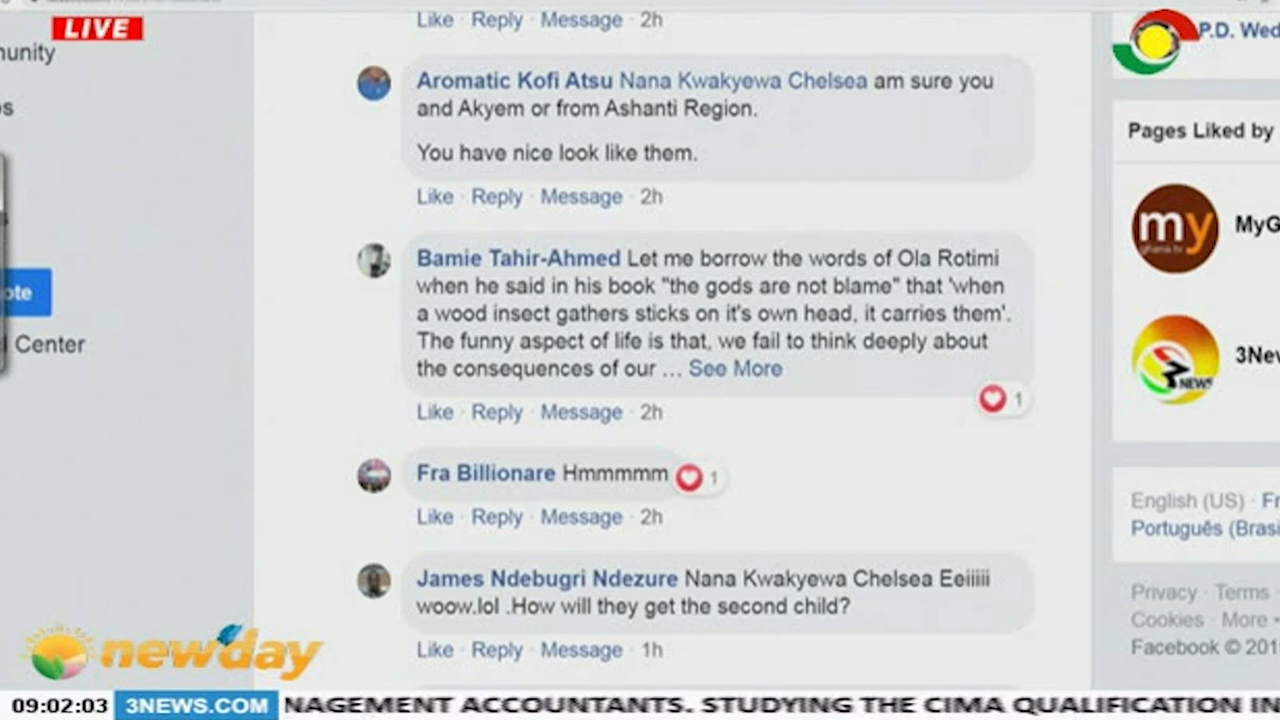 LIVE
Like · Reply · Message · 2h
P.D. Wed
nunity
Aromatic Kofi Atsu Nana Kwakyewa Chelsea am sure you
and Akyem or from Ashanti Region.
You have nice look like them.
Like · Reply · Message · 2h
Pages Liked by
my
MyG
Bamie Tahir-Ahmed Let me borrow the words of Ola Rotimi
when he said in his book "the gods are not blame" that 'when
a wood insect gathers sticks on it's own head, it carries them'.
The funny aspect of life is that, we fail to think deeply about
the consequences of our ... See More
1
Like · Reply · Message · 2h
ote
Center
NEWS
3Nev
Fra Billionare Hmmmmm
1
Like · Reply · Message · 2h
English (US) · Fr
Português (Brasi
James Ndebugri Ndezure Nana Kwakyewa Chelsea Eeiiiii
woow.lol .How will they get the second child?
Like · Reply · Message · 1h
Privacy · Terms
Cookies · More
Facebook © 201
newday
09:02:03
3NEWS.COM
NAGEMENT ACCOUNTANTS. STUDYING THE CIMA QUALIFICATION IN